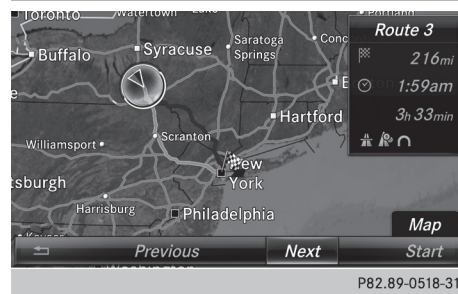 Toronto
Watertown
Portland
Route 3
Buffalo
Syracuse
Saratoga
Springs
Conc
216mi
1:59am
Hartford
3h 33min
Williamsport
Scranton
New
York
tsburgh
Harrisburg
Philadelphia
Map
Previous
Next
Start
Washington
P82.89-0518-31